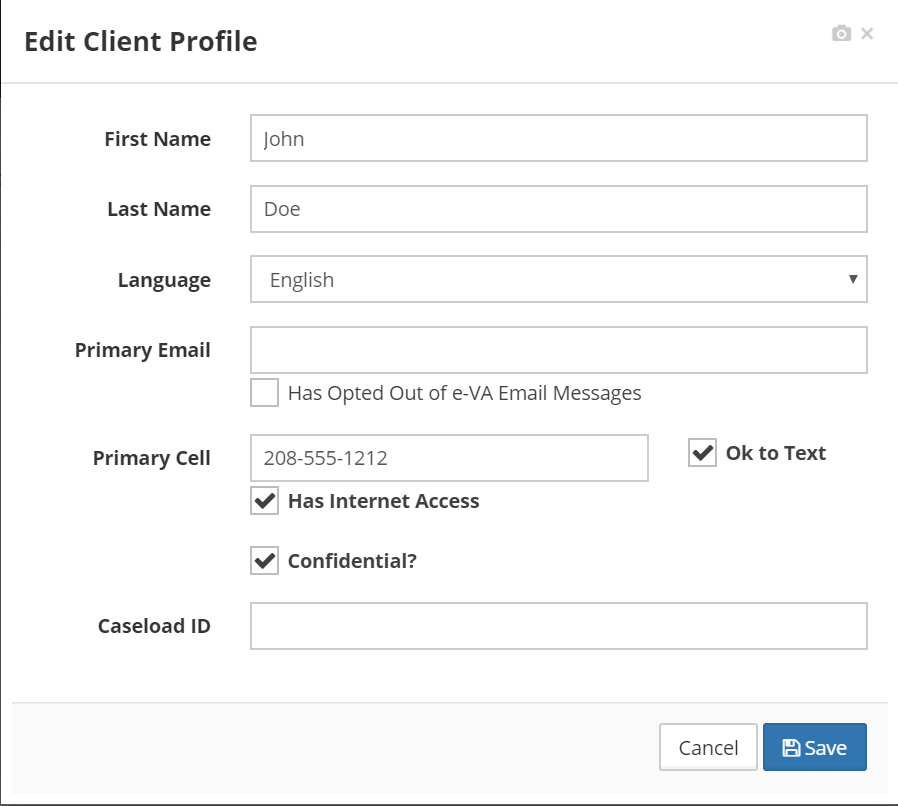 Edit Client Profile
First Name John
Last Name Doe
Language English
Primary Email
Has Opted Out of e-VA Email Messages
Primary Cell 208-555-1212 Ok to Text
Has Internet Access
Confidential?
Caseload ID
Cancel Save